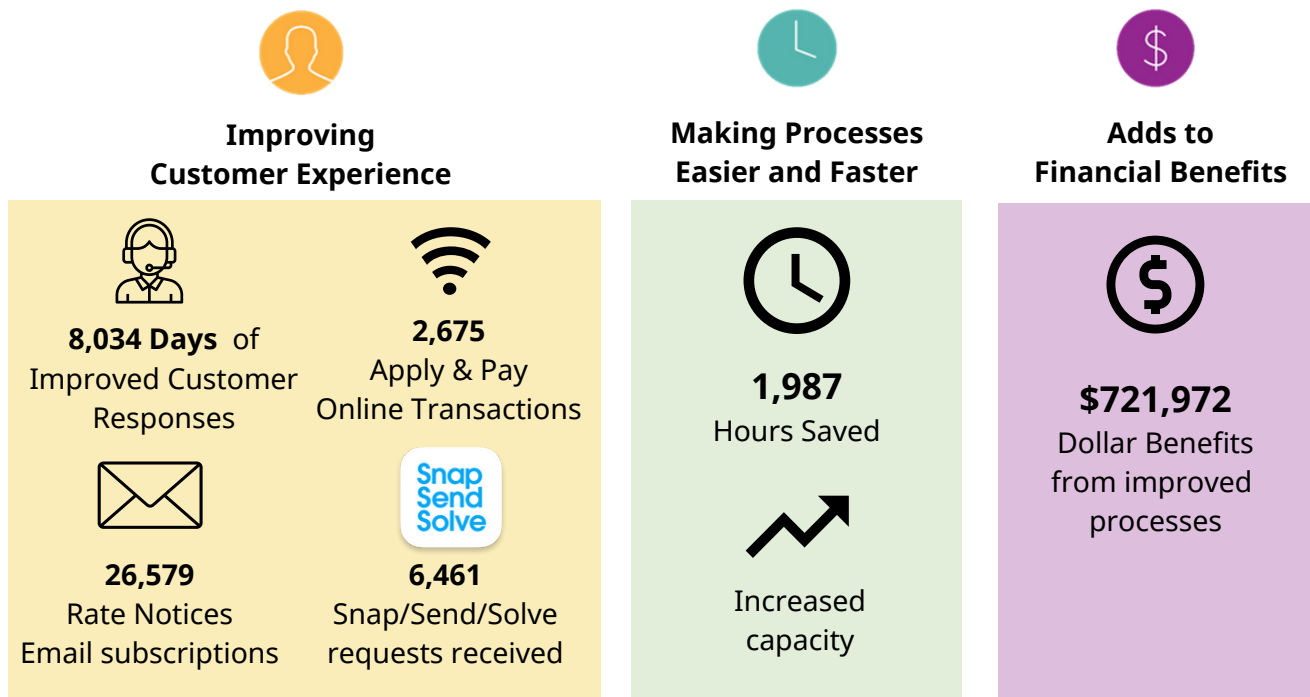 Improving
Customer Experience
8,034 Days of
Improved Customer
Responses
2,675
Apply & Pay
Online Transactions
26,579
Rate Notices
Email subscriptions
Snap
Send
Solve
6,461
Snap/Send/Solve
requests received
Making Processes
Easier and Faster
1,987
Hours Saved
Increased
capacity
Adds to
Financial Benefits
$721,972
Dollar Benefits
from improved
processes